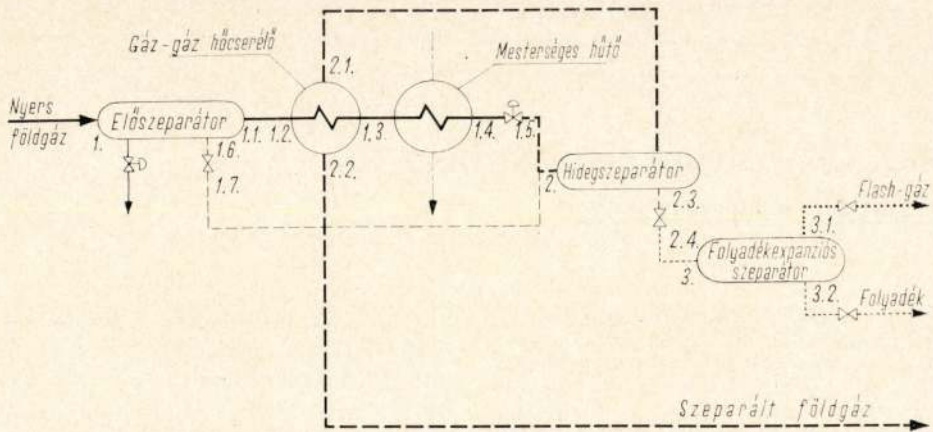 Gáz-gáz hőcserélő
Mesterséges hűtő
2.1.
Nyers
földgáz
1.
Előszeparátor
1.1.
1.2.
1.3.
1.4.
1.5.
1.6.
1.7.
2.2.
2.
Hidegszeparátor
2.3.
2.4.
3.
Folyadékexpanziós
szeparátor
3.1.
Flash-gáz
3.2.
Folyadék
Szeparált földgáz